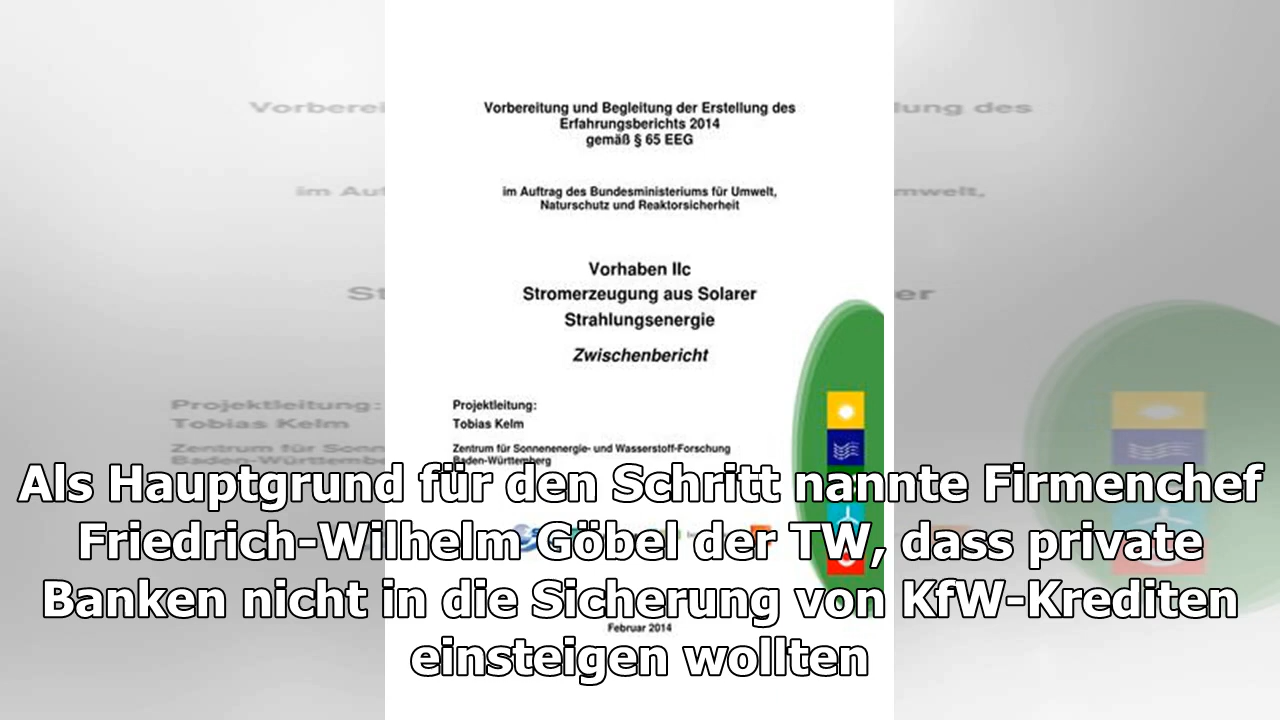 Vorbereitung und Begleitung der Erstellung des
Erfahrungsberichts 2014
gemäß § 65 EEG
im Auftrag des Bundesministeriums für Umwelt,
Naturschutz und Reaktorsicherheit
Vorhaben IIc
Stromerzeugung aus Solarer
Strahlungsenergie
Zwischenbericht
Projektleitung:
Tobias Kelm
Zentrum für Sonnenenergie- und Wasserstoff-Forschung
Baden-Württemberg
Als Hauptgrund für den Schritt nannte Firmenchef
Friedrich-Wilhelm Göbel der TW, dass private
Banken nicht in die Sicherung von KfW-Krediten
Februar 2014
einsteigen wollten